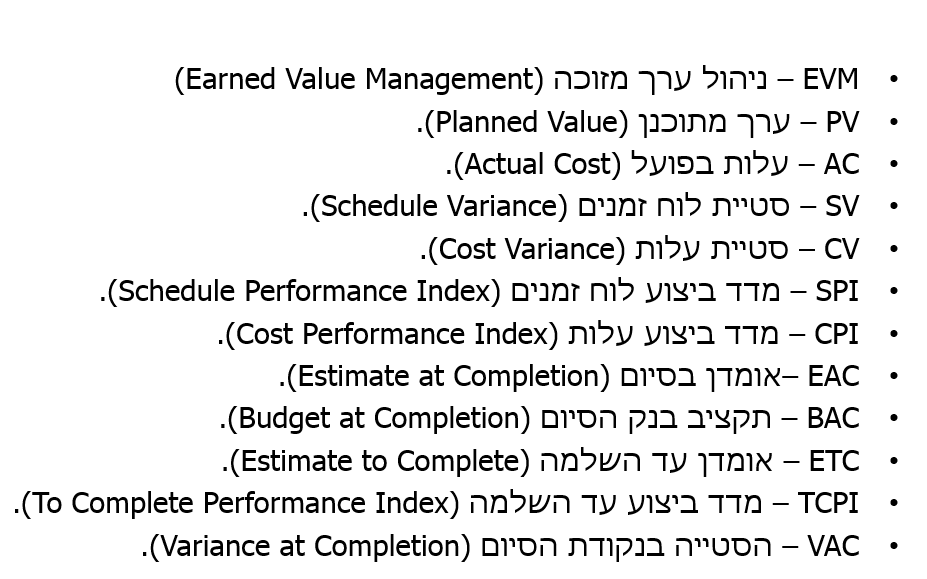 • EVM – ניהול ערך מזוכה (Earned Value Management)
• PV – ערך מתוכנן (Planned Value).
• AC – עלות בפועל (Actual Cost).
• SV – סטיית לוח זמנים (Schedule Variance).
• CV – סטיית עלות (Cost Variance).
• SPI – מדד ביצוע לוח זמנים (Schedule Performance Index).
• CPI – מדד ביצוע עלות (Cost Performance Index).
• EAC –אומדן בסיום (Estimate at Completion).
• BAC – תקציב בנק הסיום (Budget at Completion).
• ETC – אומדן עד השלמה (Estimate to Complete).
• TCPI – מדד ביצוע עד השלמה (To Complete Performance Index).
• VAC – הסטייה בנקודת הסיום (Variance at Completion).